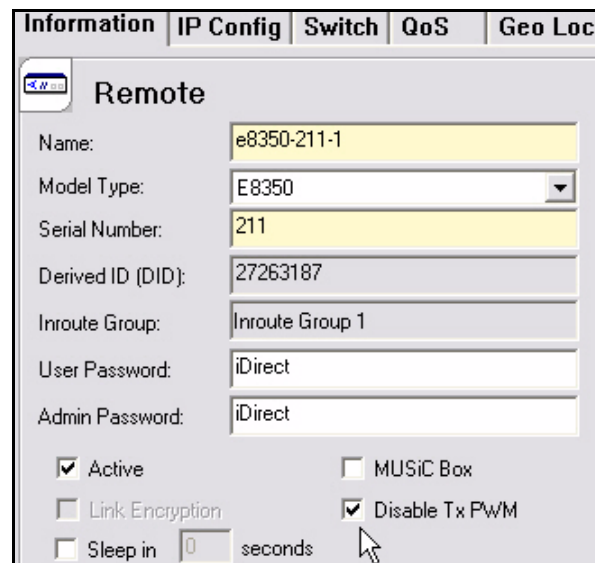 Information IP Config Switch QoS Geo Loc
Remote
Name: e8350-211-1
Model Type: E8350
Serial Number: 211
Derived ID (DID): 27263187
Inroute Group: Inroute Group 1
User Password: iDirect
Admin Password: iDirect
Active MUSiC Box
Link Encryption Disable Tx PWM
Sleep in 0 seconds